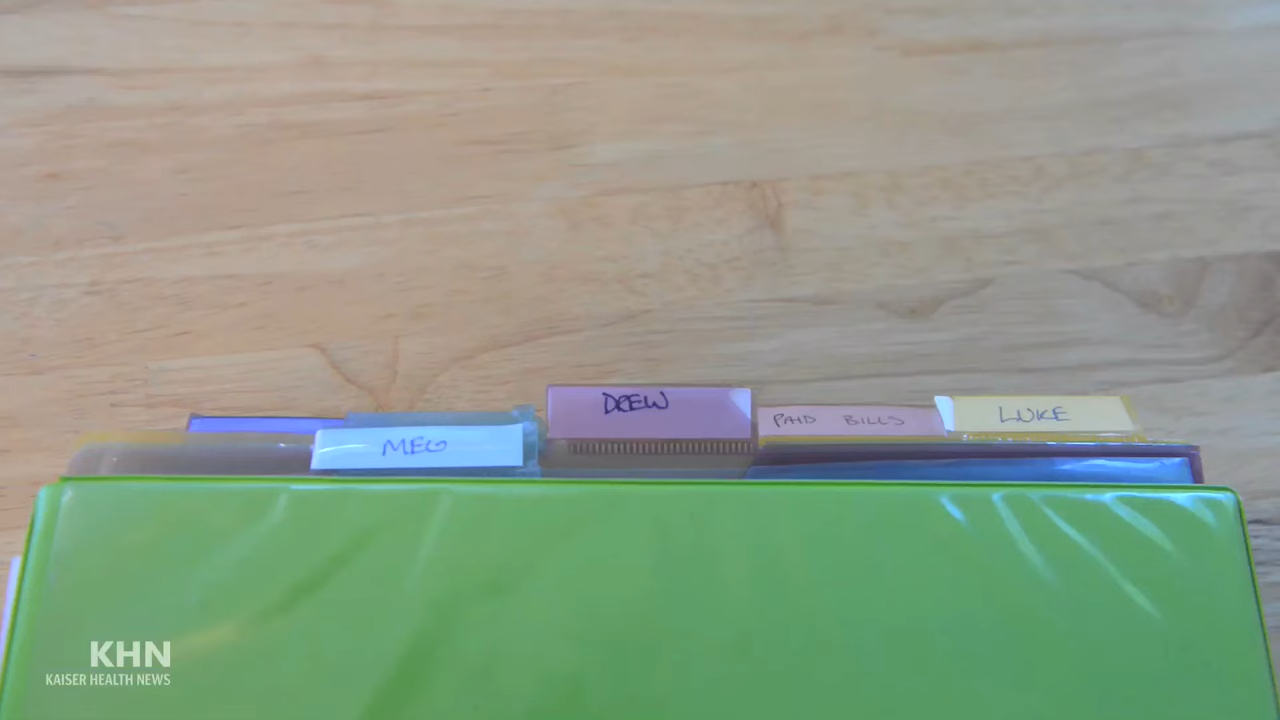 DREW
MEG
PAID BILLS
LUKE
KHN
KAISER HEALTH NEWS